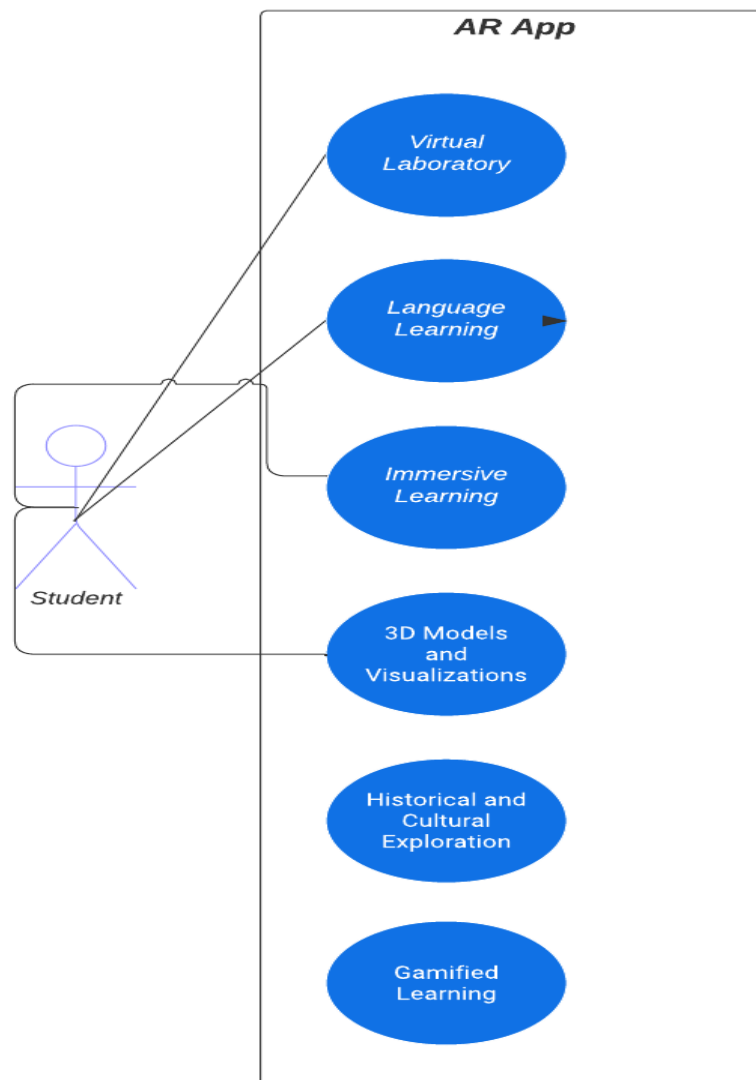 AR App
Virtual
Laboratory
Language
Learning
Immersive
Learning
Student
3D Models
and
Visualizations
Historical and
Cultural
Exploration
Gamified
Learning